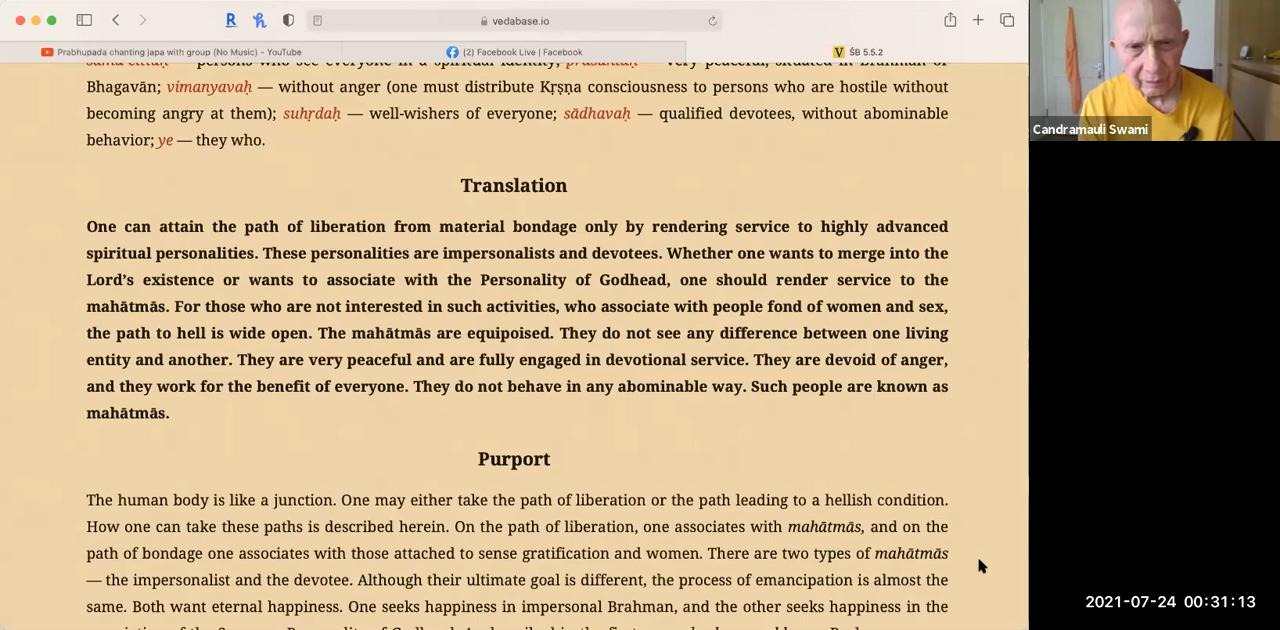 vedabase.io
Prabhupada chanting japa with group (No Music) - YouTube
(2) Facebook Live | Facebook
ŚB 5.5.2
Bhagavān; vimanyavaḥ — without anger (one must distribute Kṛṣṇa consciousness to persons who are hostile without
becoming angry at them); suhṛdaḥ — well-wishers of everyone; sādhavaḥ — qualified devotees, without abominable
behavior; ye — they who.
Translation
One can attain the path of liberation from material bondage only by rendering service to highly advanced
spiritual personalities. These personalities are impersonalists and devotees. Whether one wants to merge into the
Lord’s existence or wants to associate with the Personality of Godhead, one should render service to the
mahātmās. For those who are not interested in such activities, who associate with people fond of women and sex,
the path to hell is wide open. The mahātmās are equipoised. They do not see any difference between one living
entity and another. They are very peaceful and are fully engaged in devotional service. They are devoid of anger,
and they work for the benefit of everyone. They do not behave in any abominable way. Such people are known as
mahātmās.
Purport
The human body is like a junction. One may either take the path of liberation or the path leading to a hellish condition.
How one can take these paths is described herein. On the path of liberation, one associates with mahātmās, and on the
path of bondage one associates with those attached to sense gratification and women. There are two types of mahātmās
— the impersonalist and the devotee. Although their ultimate goal is different, the process of emancipation is almost the
same. Both want eternal happiness. One seeks happiness in impersonal Brahman, and the other seeks happiness in the
Candramauli Swami
2021-07-24 00:31:13